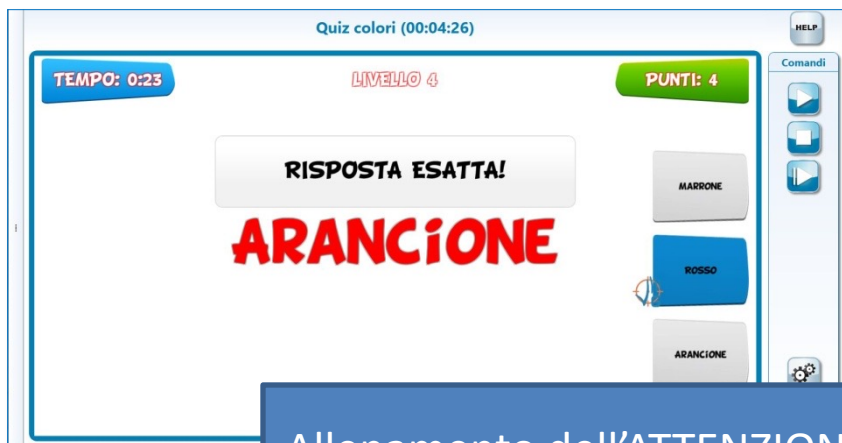 Quiz colori (00:04:26)
HELP
Comandi
TEMPO: 0:23
LIVELLO 4
PUNTI: 4
RISPOSTA ESATTA!
ARANCIONE
MARRONE
ROSSO
ARANCIONE